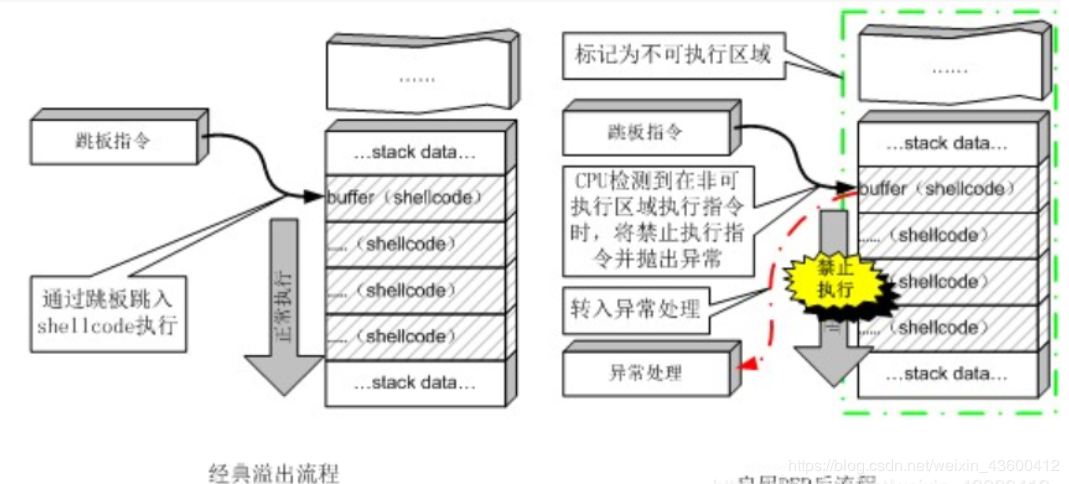 ……
跳板指令
...stack data...
buffer（shellcode）
......（shellcode）
......（shellcode）
......（shellcode）
...stack data...
通过跳板跳入
shellcode执行
正常执行
经典溢出流程
标记为不可执行区域
……
跳板指令
...stack data...
CPU检测到在非可
执行区域执行指令
时，将禁止执行指
令并抛出异常
buffer（shellcode）
......（shellcode）
（shellcode）
......（shellcode）
...stack data...
禁止
执行
转入异常处理
异常处理
后流程
https://blog.csdn.net/weixin_43600412